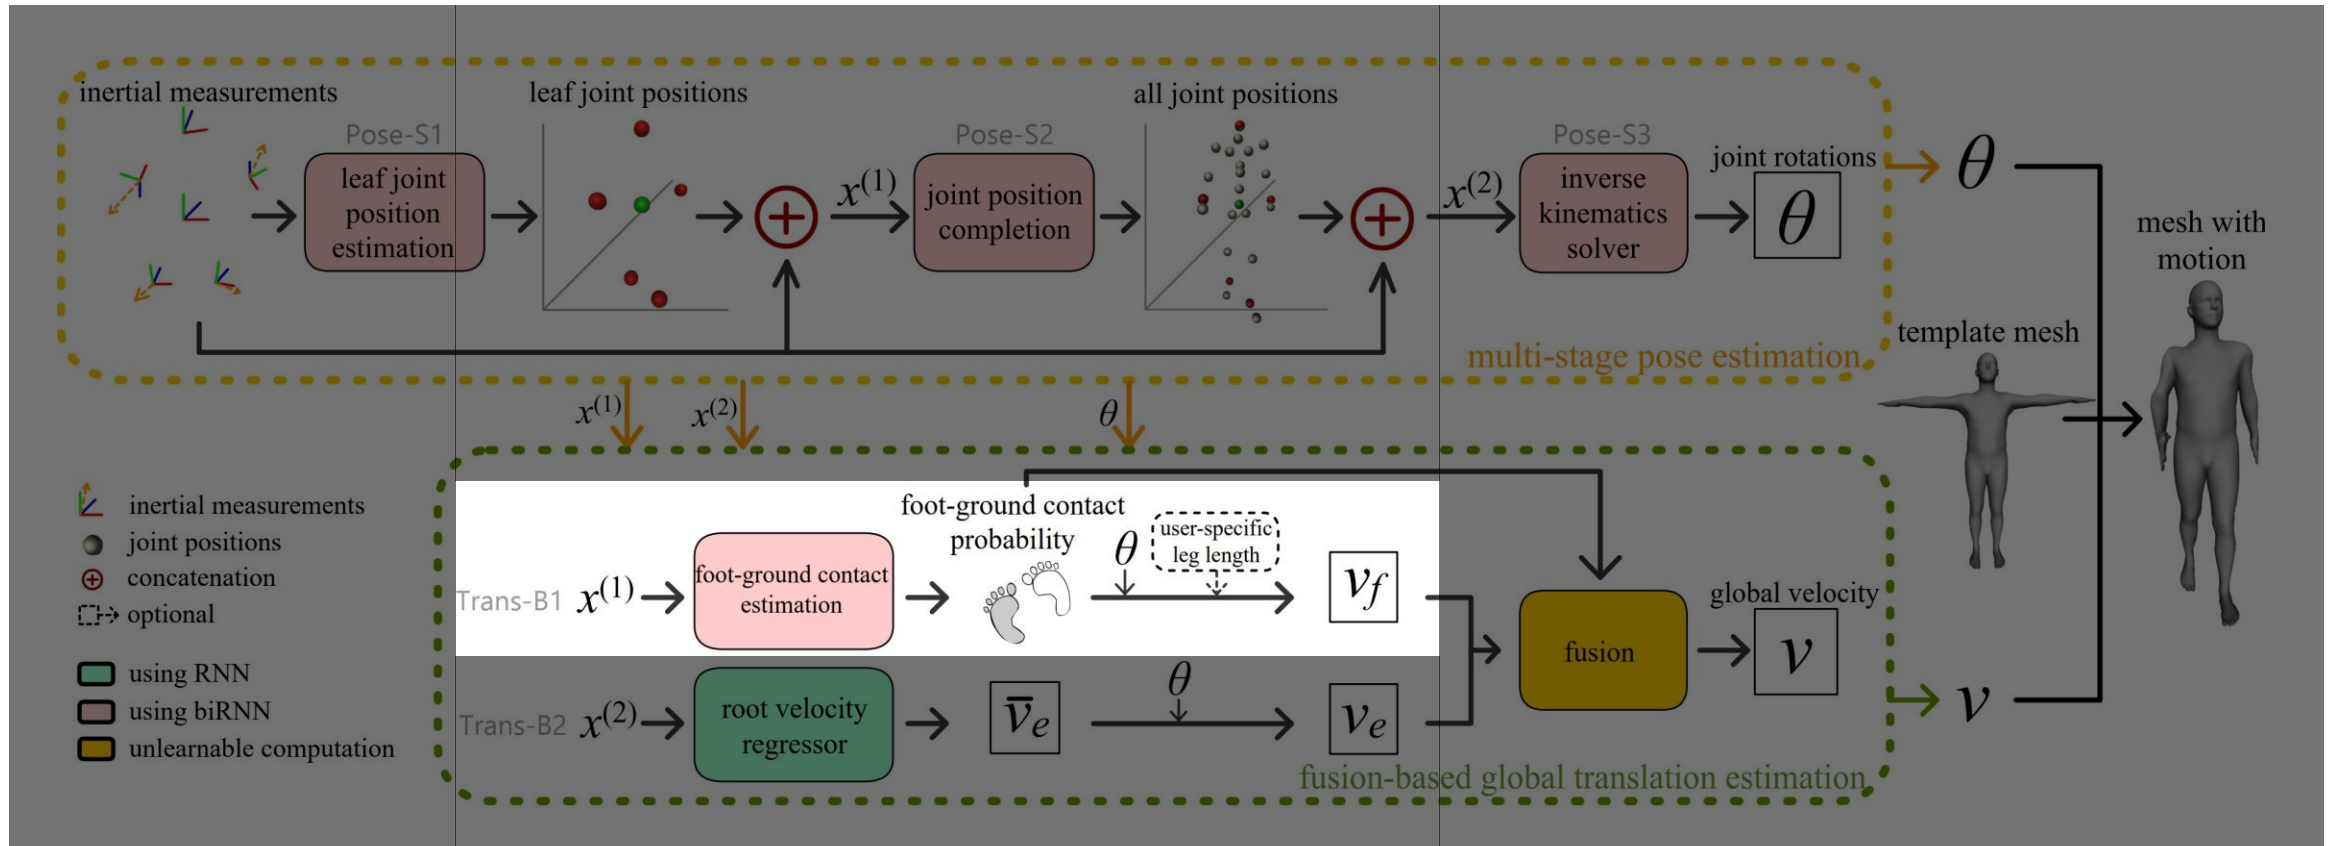 inertial measurements
Pose-S1
leaf joint
position
estimation
leaf joint positions
x(1)
Pose-S2
joint position
completion
all joint positions
x(2)
Pose-S3
inverse
kinematics
solver
joint rotations
θ
θ
mesh with
motion
template mesh
multi-stage pose estimation
x(1)
x(2)
θ
inertial measurements
joint positions
concatenation
optional
using RNN
using biRNN
unlearnable computation
Trans-B1
x(1)
foot-ground contact
estimation
foot-ground contact
probability
θ
user-specific
leg length
vf
Trans-B2
x(2)
root velocity
regressor
v̄e
θ
ve
fusion
global velocity
v
v
fusion-based global translation estimation